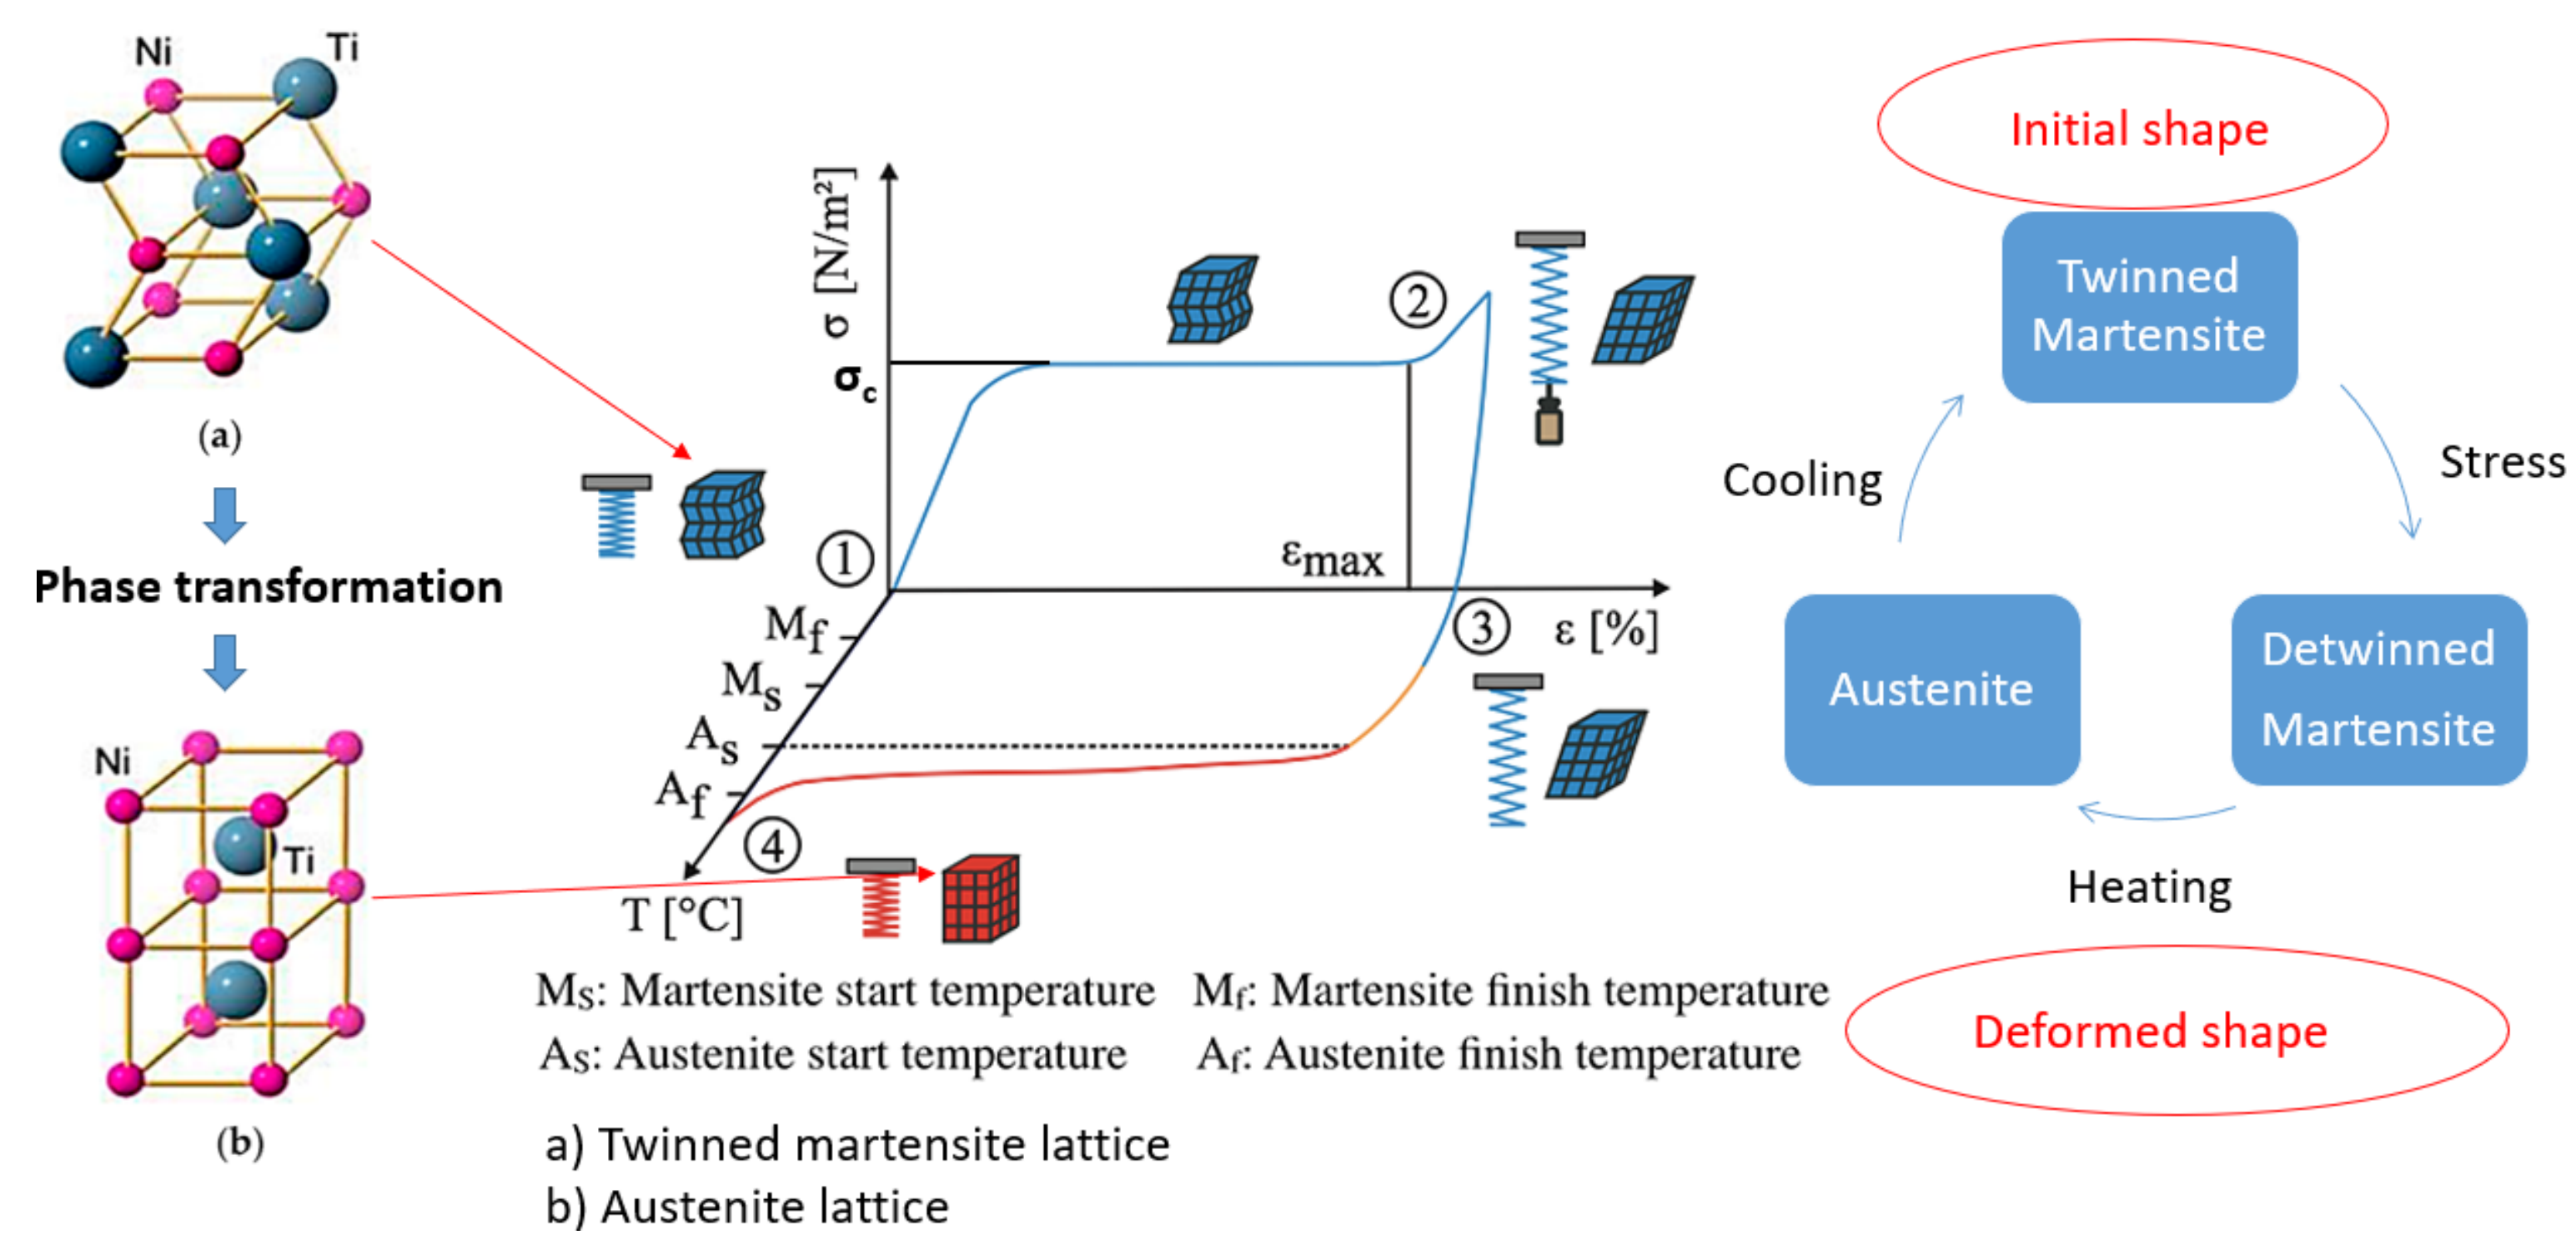 Ni
Ti
(a)
Phase transformation
Ni
Ti
(b)
σ [N/m²]
σc
①
②
③
④
εmax
ε [%]
Mf
Ms
As
Af
T [°C]
Ms: Martensite start temperature
Mf: Martensite finish temperature
As: Austenite start temperature
Af: Austenite finish temperature
a) Twinned martensite lattice
b) Austenite lattice
Initial shape
Twinned
Martensite
Cooling
Stress
Austenite
Detwinned
Martensite
Heating
Deformed shape